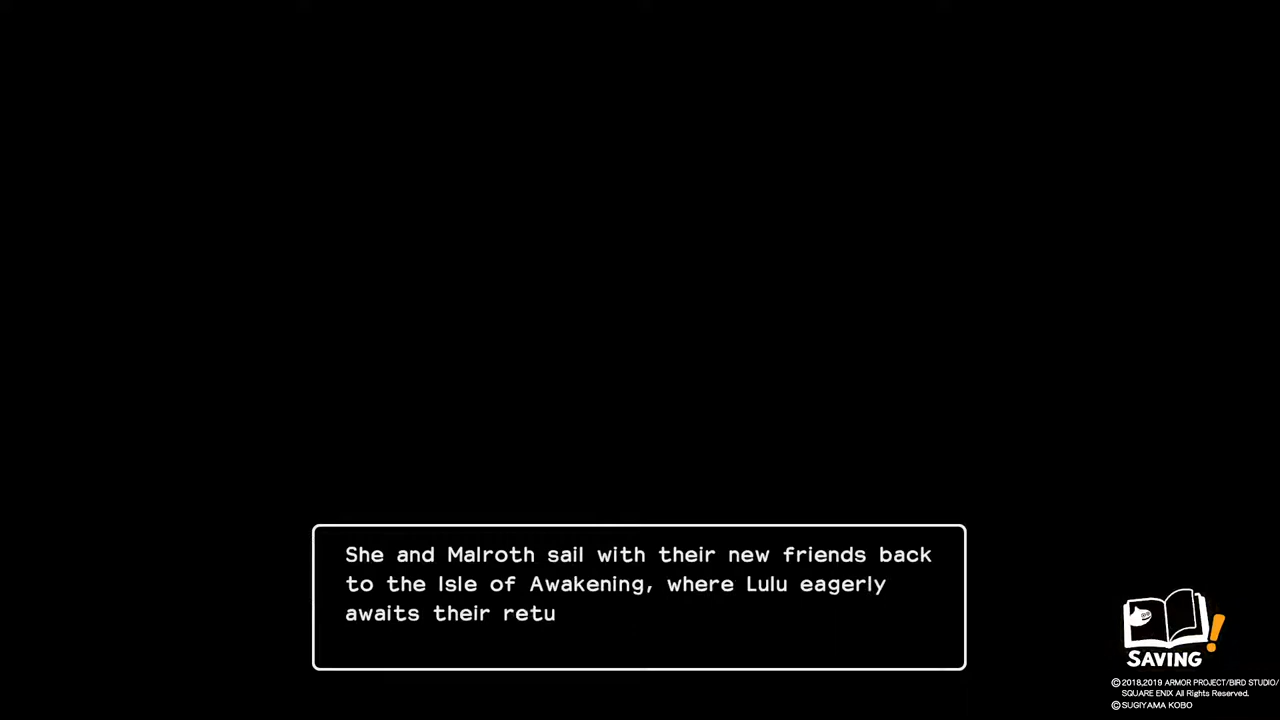 She and Malroth sail with their new friends back
to the Isle of Awakening, where Lulu eagerly
awaits their retu
SAVING!
©2018,2019 ARMOR PROJECT/BIRD STUDIO/
SQUARE ENIX All Rights Reserved.
©SUGIYAMA KOBO